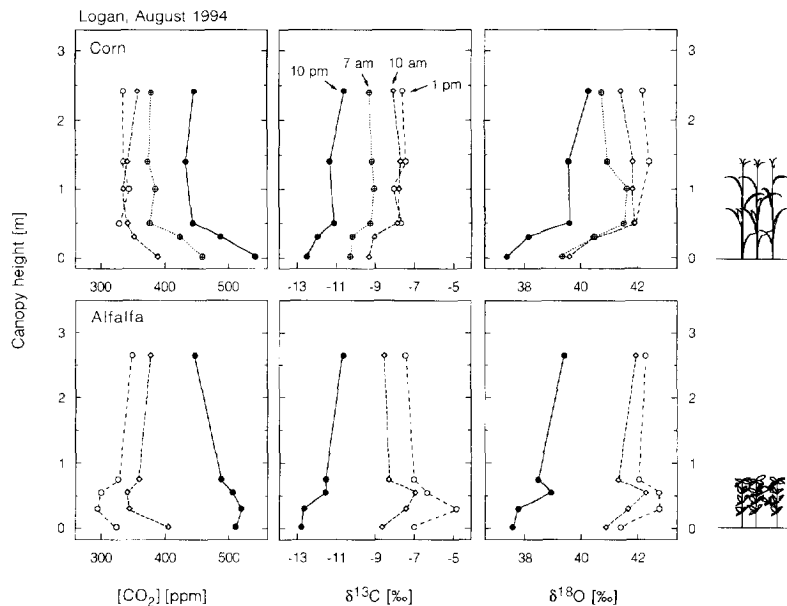 Logan, August 1994
Corn
10 pm
7 am
10 am
1 pm
3
2
1
0
3
2
1
0
300 400 500
-13 -11 -9 -7 -5
38 40 42
Canopy height [m]
Alfalfa
3
2
1
0
3
2
1
0
300 400 500
-13 -11 -9 -7 -5
38 40 42
[CO₂] [ppm]
δ¹³C [‰]
δ¹⁸O [‰]